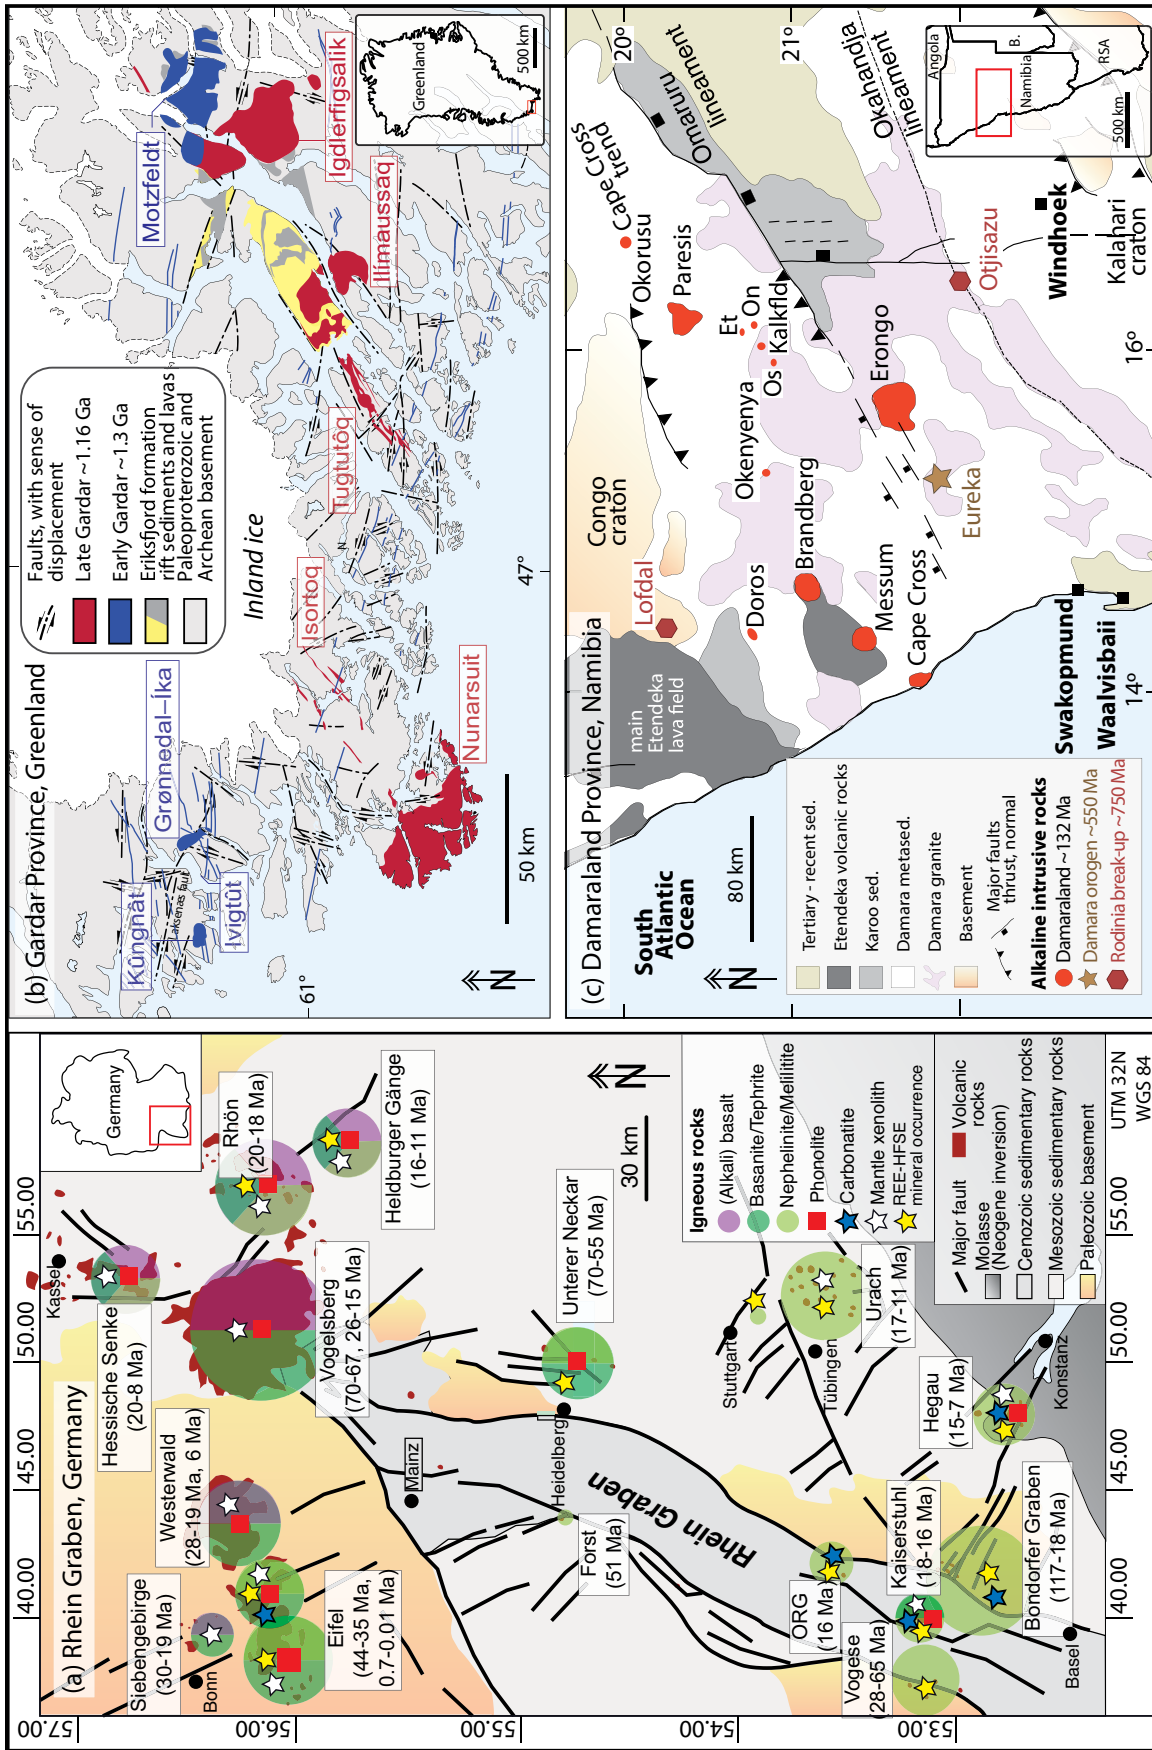 (a) Rhein Graben, Germany
57.00
56.00
55.00
54.00
53.00
40.00
45.00
50.00
55.00
40.00
45.00
50.00
55.00
UTM 32N
WGS 84
Germany
Kassel
Hessische Senke
(20-8 Ma)
Rhön
(20-18 Ma)
Heldburger Gänge
(16-11 Ma)
Vogelsberg
(70-67, 26-15 Ma)
Westerwald
(28-19 Ma, 6 Ma)
Siebengebirge
(30-19 Ma)
Bonn
Eifel
(44-35 Ma,
0.7-0.01 Ma)
Mainz
Unterer Neckar
(70-55 Ma)
Heidelberg
Forst
(51 Ma)
Rhein Graben
Stuttgart
Tübingen
Urach
(17-11 Ma)
ORG
(16 Ma)
Vogese
(28-65 Ma)
Kaiserstuhl
(18-16 Ma)
Hegau
(15-7 Ma)
Konstanz
Bondorfer Graben
(117-18 Ma)
Basel
N
30 km
Igneous rocks
(Alkali) basalt
Bassanite/Tephrite
Nephelinite/Mellilitite
Phonolite
Carbonatite
Mantle xenolith
REE-HFSE
mineral occurrence
Major fault
Volcanic
rocks
Molasse
(Neogene inversion)
Cenozoic sedimentary rocks
Mesozoic sedimentary rocks
Paleozoic basement
(b) Gardar Province, Greenland
Faults, with sense of
displacement
Late Gardar ~1.16 Ga
Early Gardar ~1.3 Ga
Eriksfjord formation
rift sediments and lavas
Paleoproterozoic and
Archean basement
Inland ice
Kûngnât
Grønnedal-Íka
Ivigtût
Laksenæs fault
Isortoq
Nunarsuit
Tugtutôq
Motzfeldt
Igdlerfigsalik
Ilímaussaq
N
61°
47°
N
50 km
Greenland
500 km
(c) Damaraland Province, Namibia
Congo
craton
Lofdal
main
Etendeka
lava field
Doros
Brandberg
Messum
Cape Cross
Okenyenya
Os
Kalkfld
Et
On
Paresis
Okorusu
Cape Cross
trend
Omaruru
lineament
Okahandja
lineament
Erongo
Eureka
Otjisazu
Windhoek
Kalahari
craton
Swakopmund
Waalvisbaii
20°
21°
14°
16°
South
Atlantic
Ocean
N
80 km
Tertiary - recent sed.
Etendeka volcanic rocks
Karoo sed.
Damara metased.
Damara granite
Basement
Major faults
thrust, normal
Alkaline intrusive rocks
Damaraland ~132 Ma
Damara orogen ~550 Ma
Rodinia break-up ~750 Ma
Angola
Namibia
B.
RSA
500 km